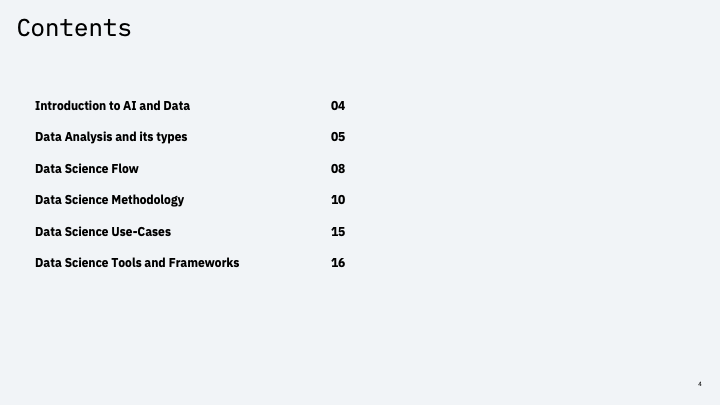 Contents
Introduction to AI and Data 04
Data Analysis and its types 05
Data Science Flow 08
Data Science Methodology 10
Data Science Use-Cases 15
Data Science Tools and Frameworks 16
4